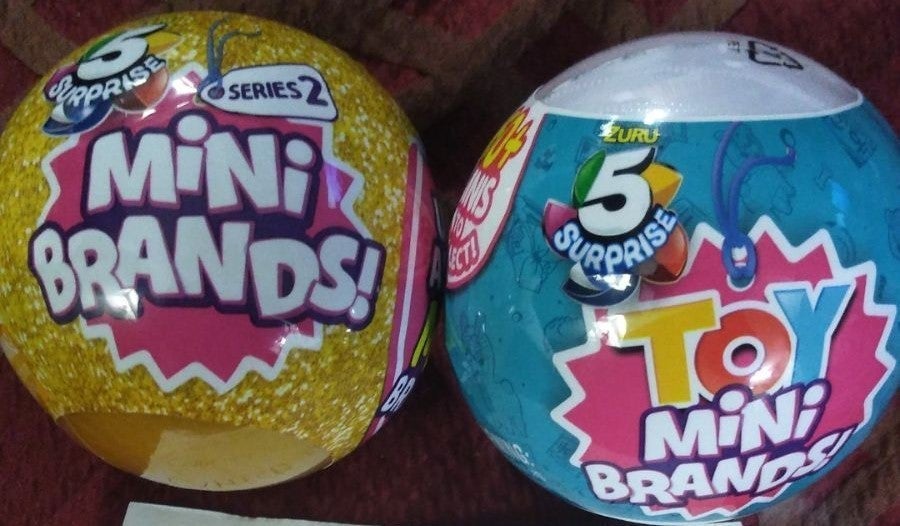 5
SURPRISE
SERIES 2
MiNi
BRANDS!
ZURU
5
SURPRISE
TOY
MiNi
BRANDS!